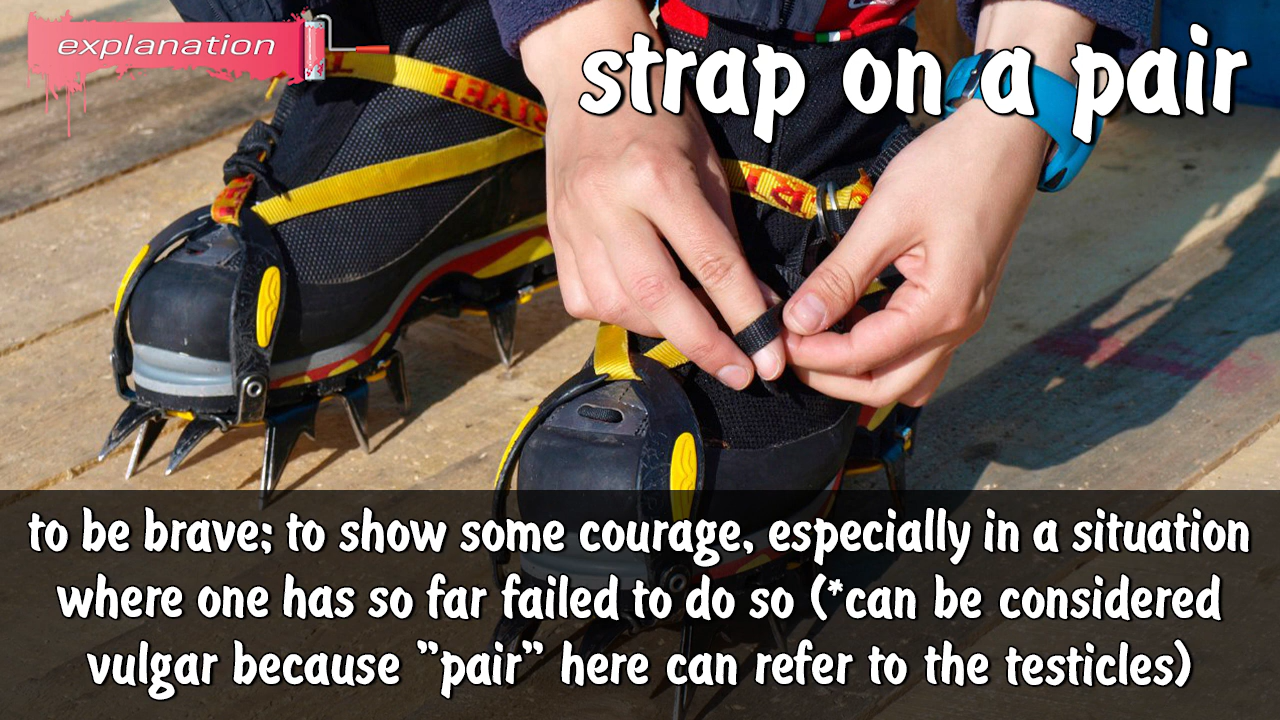 explanation
strap on a pair
to be brave; to show some courage, especially in a situation
where one has so far failed to do so (*can be considered
vulgar because "pair" here can refer to the testicles)